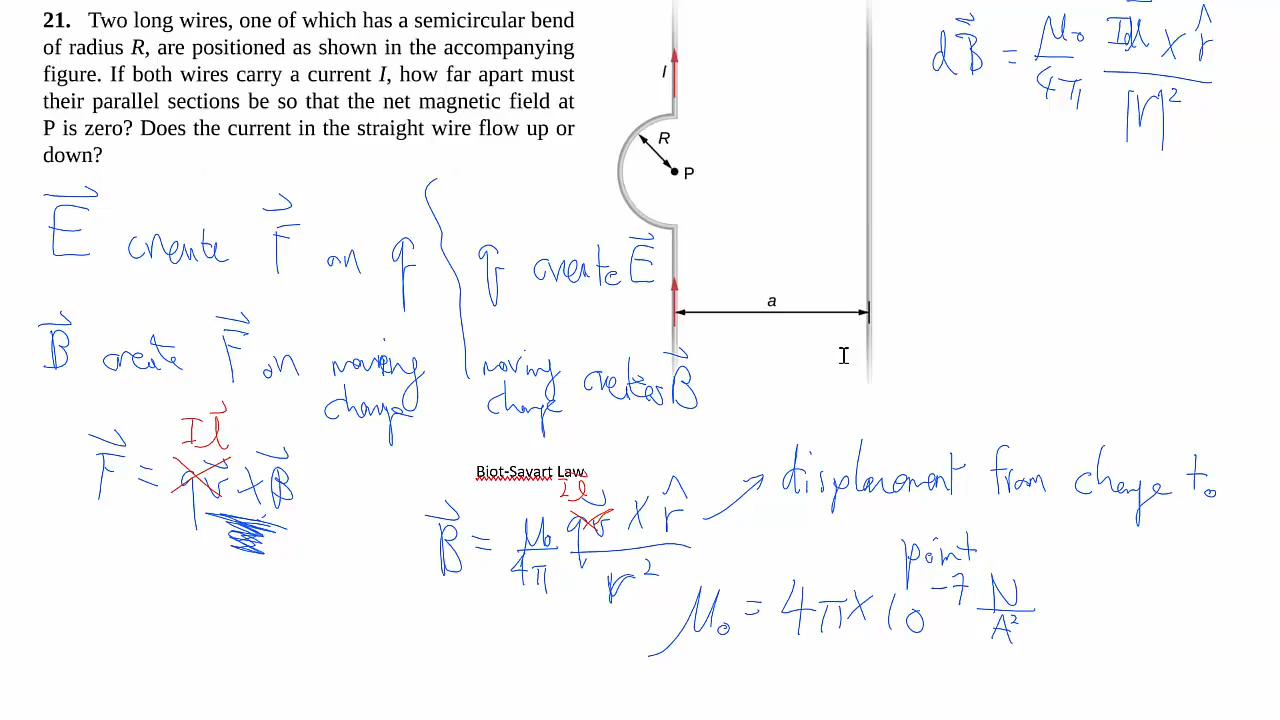 21. Two long wires, one of which has a semicircular bend
of radius R, are positioned as shown in the accompanying
figure. If both wires carry a current I, how far apart must
their parallel sections be so that the net magnetic field at
P is zero? Does the current in the straight wire flow up or
down?
I
R
P
a
dB⃗ = μ₀/4π Idl⃗ × r̂ / |r|²
E⃗ create F⃗ on q
q create E⃗
B⃗ create F⃗ on moving charge
moving charge creates B⃗
Il⃗
F⃗ = qv⃗ × B⃗
Biot-Savart Law
Il⃗
B⃗ = μ₀/4π qv⃗ × r̂ / r²
displacement from charge to
point
μ₀ = 4π × 10⁻⁷ N/A²